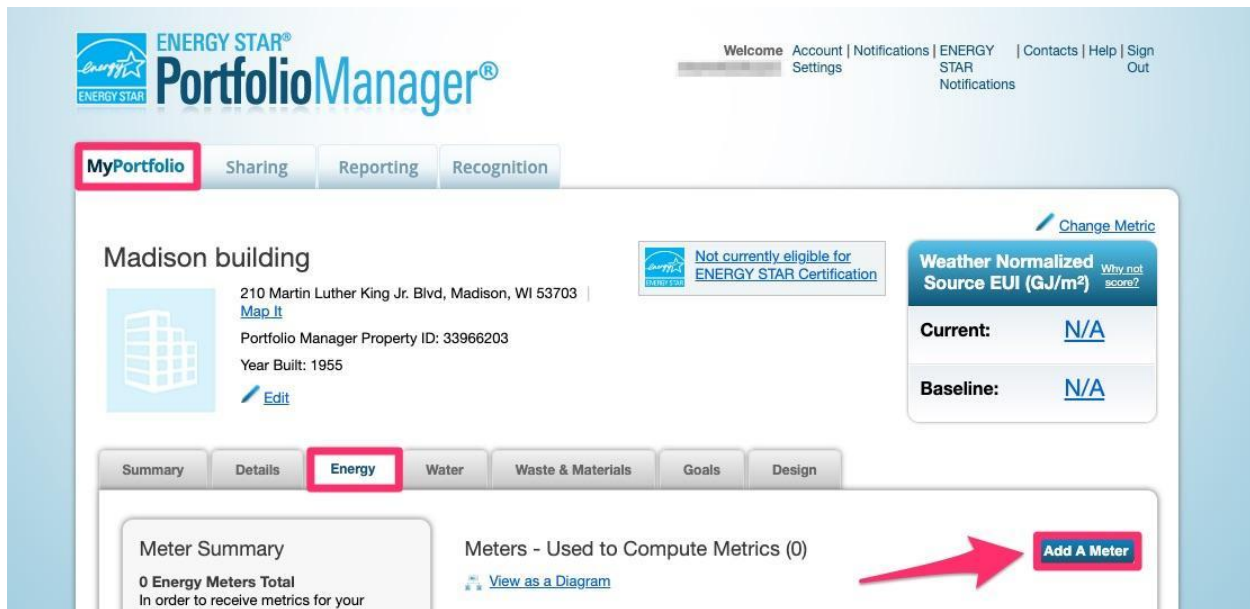 ENERGY STAR®
PortfolioManager®
energy
ENERGY STAR
Welcome Account | Notifications | ENERGY | Contacts | Help | Sign
Settings STAR Out
Notifications
MyPortfolio Sharing Reporting Recognition
Change Metric
Madison building
Not currently eligible for
ENERGY STAR Certification
energy
ENERGY STAR
Weather Normalized Why not
Source EUI (GJ/m²) score?
210 Martin Luther King Jr. Blvd, Madison, WI 53703 |
Map It
Portfolio Manager Property ID: 33966203
Year Built: 1955
Edit
Current: N/A
Baseline: N/A
Summary Details Energy Water Waste & Materials Goals Design
Meter Summary
0 Energy Meters Total
In order to receive metrics for your
Meters - Used to Compute Metrics (0)
View as a Diagram
Add A Meter